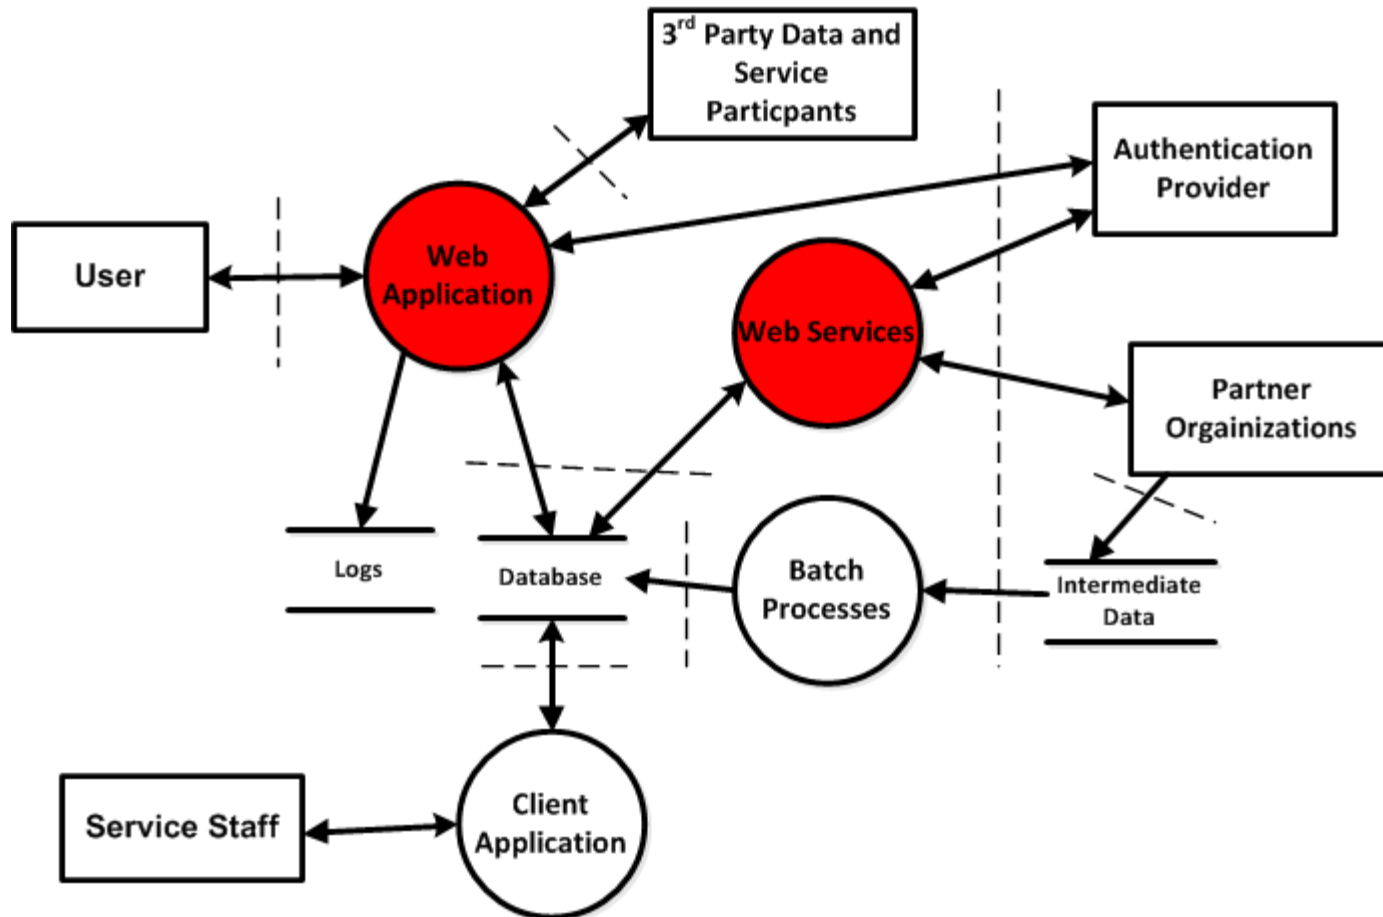 3rd Party Data and
Service
Particpants
Authentication
Provider
User
Web
Application
Web Services
Partner
Orgainizations
Logs
Database
Batch
Processes
Intermediate
Data
Service Staff
Client
Application